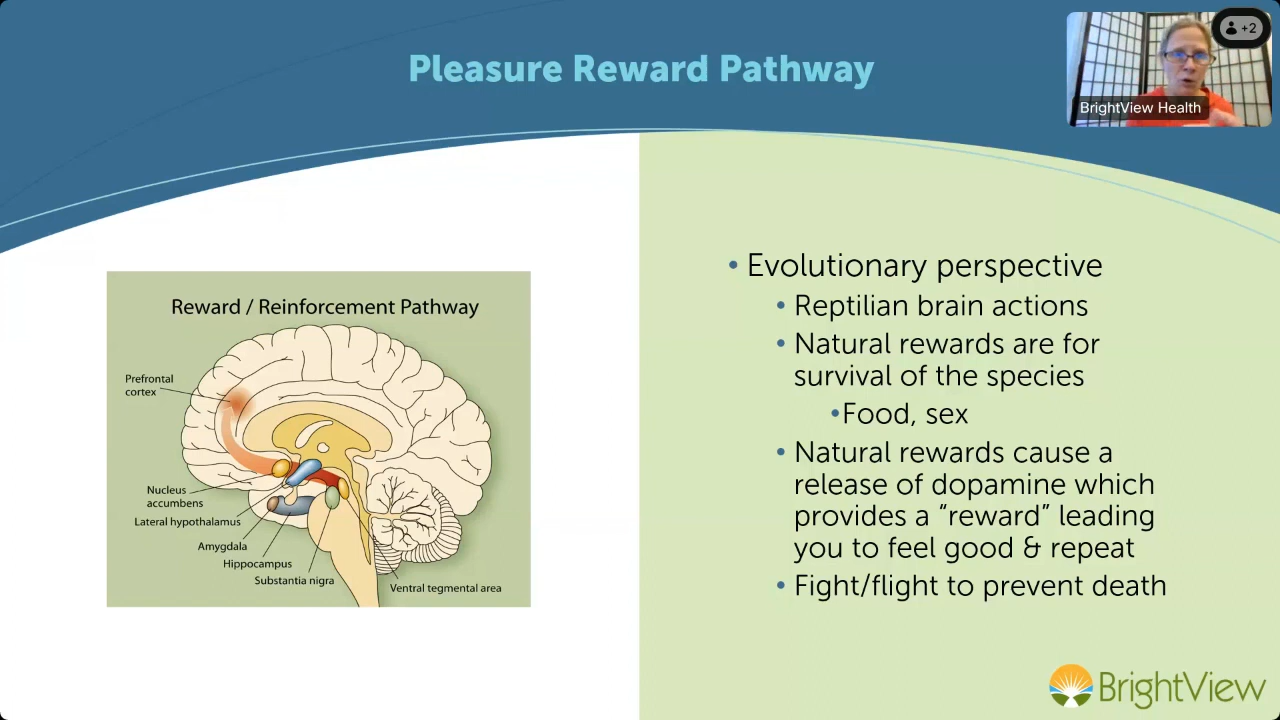 Pleasure Reward Pathway
+2
BrightView Health
Reward / Reinforcement Pathway
Prefrontal
cortex
Nucleus
accumbens
Lateral hypothalamus
Amygdala
Hippocampus
Substantia nigra
Ventral tegmental area
• Evolutionary perspective
• Reptilian brain actions
• Natural rewards are for
survival of the species
•Food, sex
• Natural rewards cause a
release of dopamine which
provides a “reward” leading
you to feel good & repeat
• Fight/flight to prevent death
BrightView